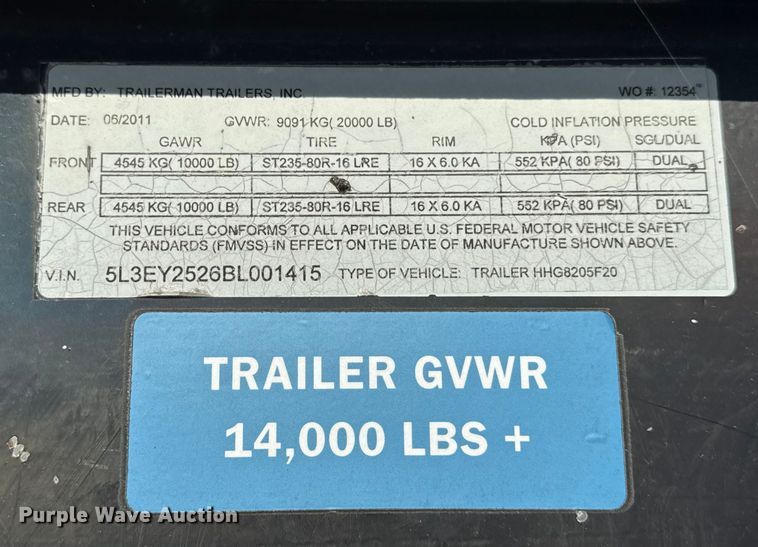 MFD BY: TRAILERMAN TRAILERS, INC WO #: 12354
DATE: 06/2011 GVWR: 9091 KG( 20000 LB) COLD INFLATION PRESSURE
GAWR TIRE RIM KPA (PSI) SGL/DUAL
FRONT 4545 KG( 10000 LB) ST235-80R-16 LRE 16 X 6.0 KA 552 KPA( 80 PSI) DUAL
REAR 4545 KG( 10000 LB) ST235-80R-16 LRE 16 X 6.0 KA 552 KPA( 80 PSI) DUAL
THIS VEHICLE CONFORMS TO ALL APPLICABLE U.S. FEDERAL MOTOR VEHICLE SAFETY
STANDARDS (FMVSS) IN EFFECT ON THE DATE OF MANUFACTURE SHOWN ABOVE.
V.I.N. 5L3EY2526BL001415 TYPE OF VEHICLE: TRAILER HHG8205F20
TRAILER GVWR
14,000 LBS +
Purple Wave Auction